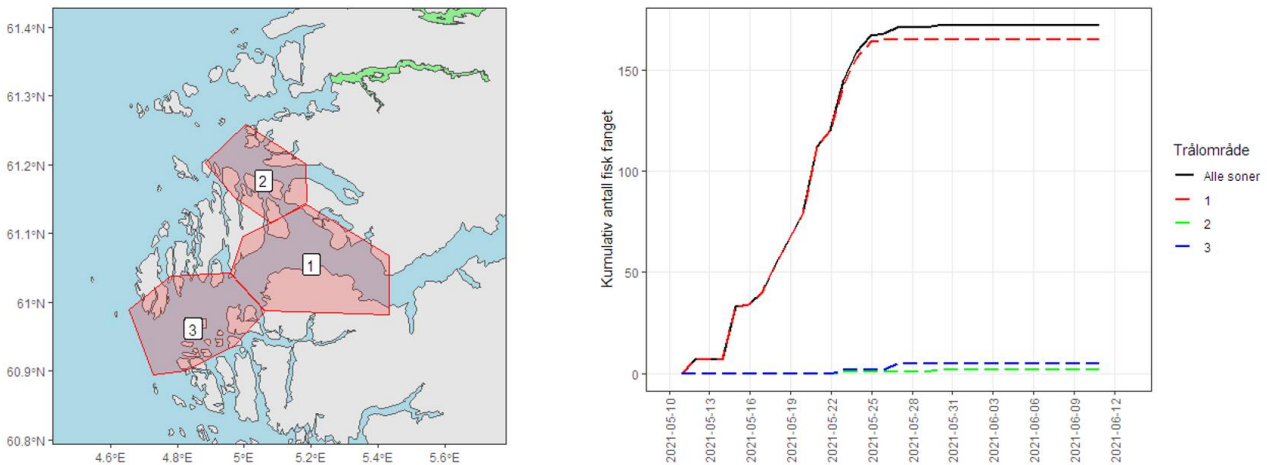 61.4°N
61.3°N
61.2°N
61.1°N
61°N
60.9°N
60.8°N
4.6°E
4.8°E
5°E
5.2°E
5.4°E
5.6°E
2
1
3
Kumulativ antall fisk fanget
150
100
50
0
2021-05-10
2021-05-13
2021-05-16
2021-05-19
2021-05-22
2021-05-25
2021-05-28
2021-05-31
2021-06-03
2021-06-06
2021-06-09
2021-06-12
Trålområde
Alle soner
1
2
3